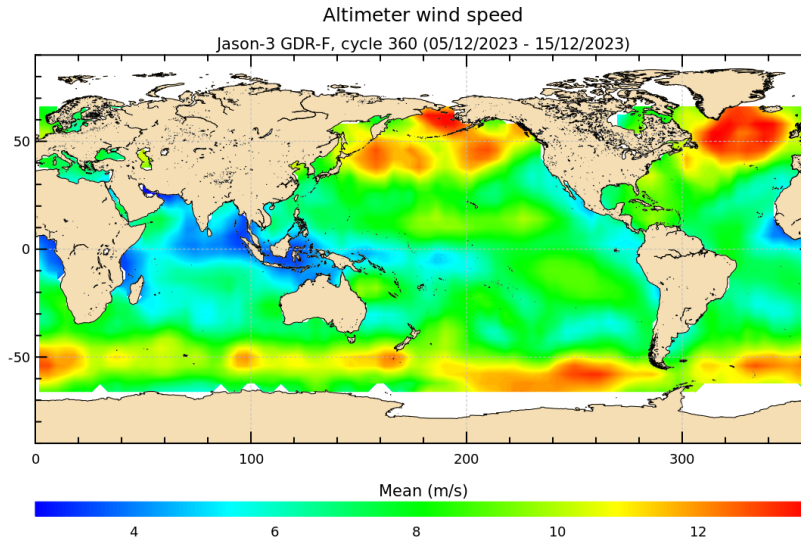 Altimeter wind speed
Jason-3 GDR-F, cycle 360 (05/12/2023 - 15/12/2023)
50
0
-50
0 100 200 300
Mean (m/s)
4 6 8 10 12